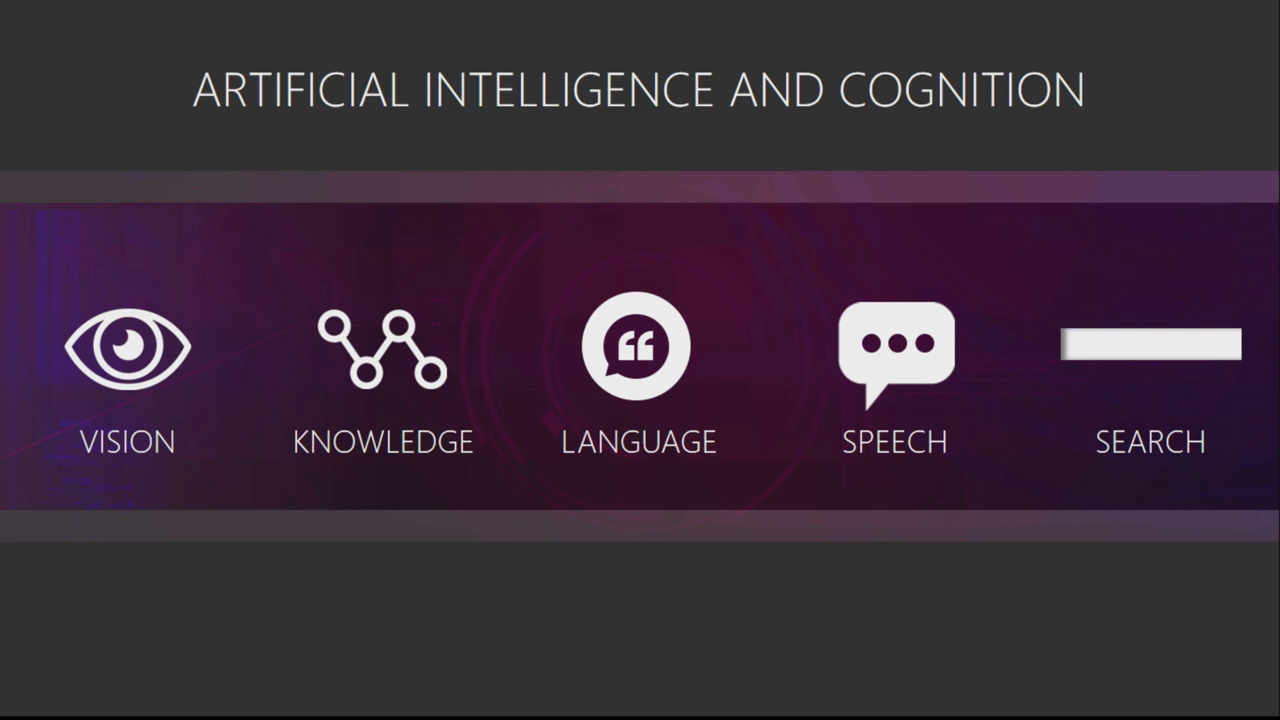 ARTIFICIAL INTELLIGENCE AND COGNITION
VISION
KNOWLEDGE
LANGUAGE
SPEECH
SEARCH